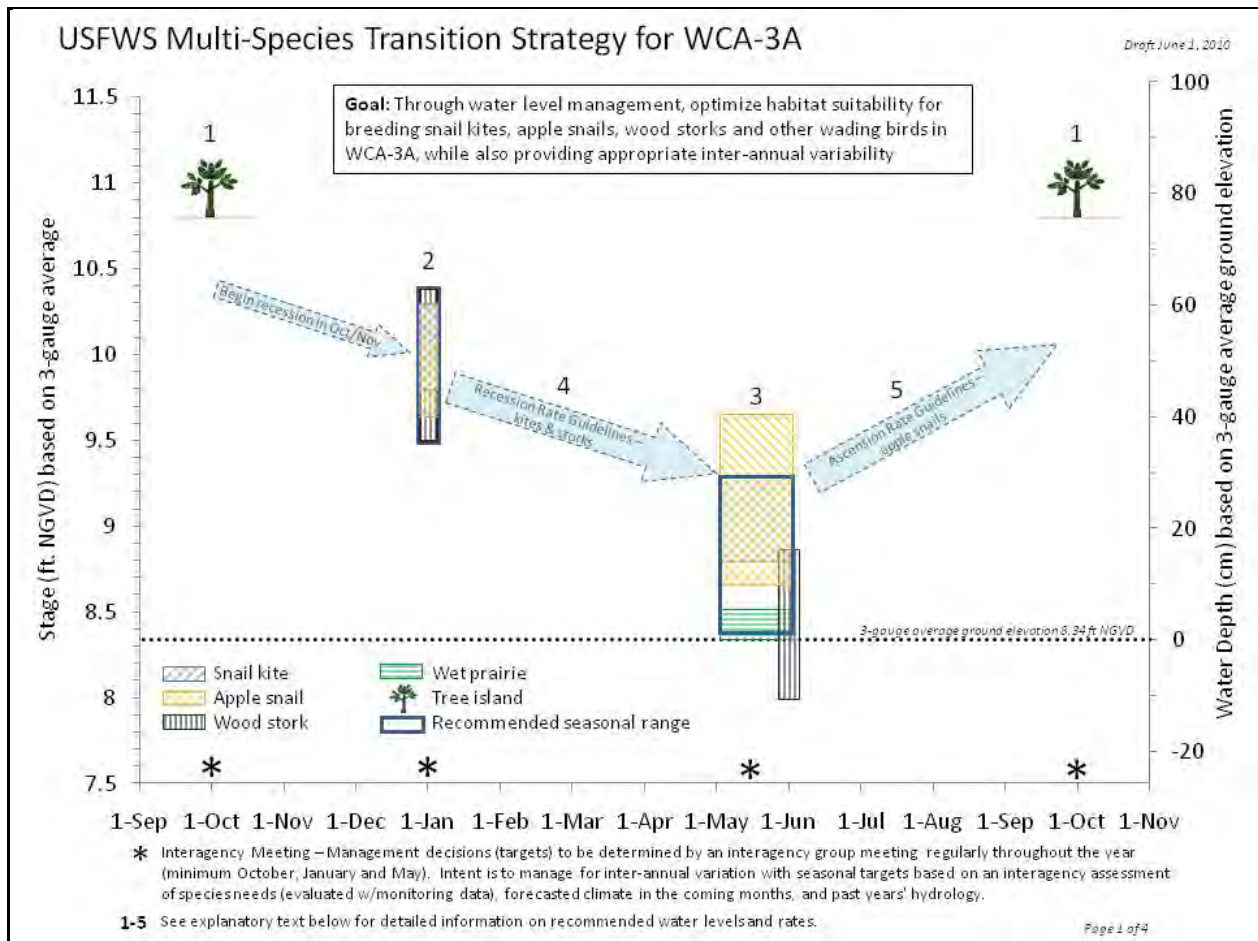 USFWS Multi-Species Transition Strategy for WCA-3A
Draft June 1, 2010
Goal: Through water level management, optimize habitat suitability for
breeding snail kites, apple snails, wood storks and other wading birds in
WCA-3A, while also providing appropriate inter-annual variability
Stage (ft. NGVD) based on 3-gauge average
11.5
11
10.5
10
9.5
9
8.5
8
7.5
1
2
3
4
5
1
Begin recession in Oct/Nov
Recession Rate Guidelines –
kites & storks
Ascension Rate Guidelines –
apple snails
3-gauge average ground elevation 8.34 ft NGVD
100
80
60
40
20
0
-20
Water Depth (cm) based on 3-gauge average ground elevation
Snail kite
Apple snail
Wood stork
Wet prairie
Tree island
Recommended seasonal range
* * * *
1-Sep 1-Oct 1-Nov 1-Dec 1-Jan 1-Feb 1-Mar 1-Apr 1-May 1-Jun 1-Jul 1-Aug 1-Sep 1-Oct 1-Nov
* Interagency Meeting – Management decisions (targets) to be determined by an interagency group meeting regularly throughout the year
(minimum October, January and May). Intent is to manage for inter-annual variation with seasonal targets based on an interagency assessment
of species needs (evaluated w/monitoring data), forecasted climate in the coming months, and past years' hydrology.
1-5 See explanatory text below for detailed information on recommended water levels and rates.
Page 1 of 4